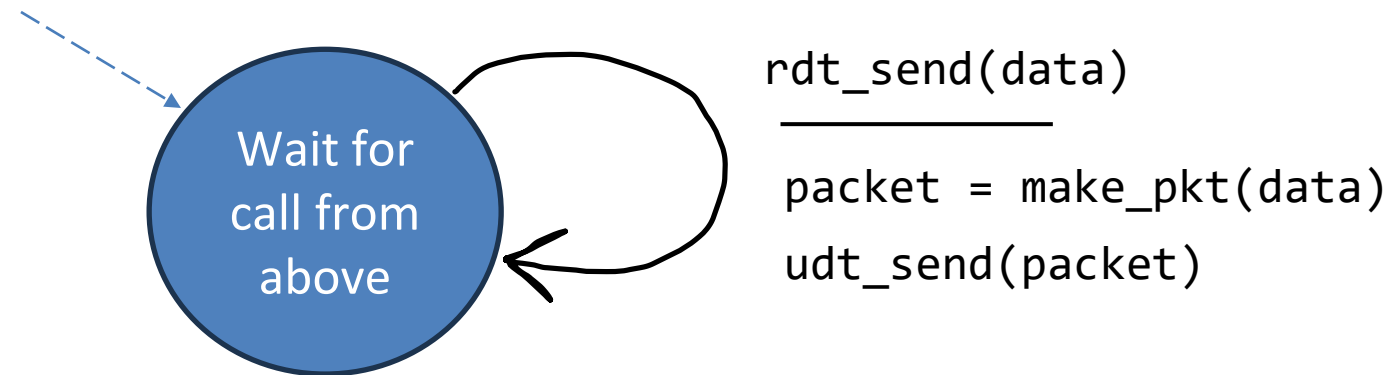 Wait for
call from
above
rdt_send(data)
packet = make_pkt(data)
udt_send(packet)